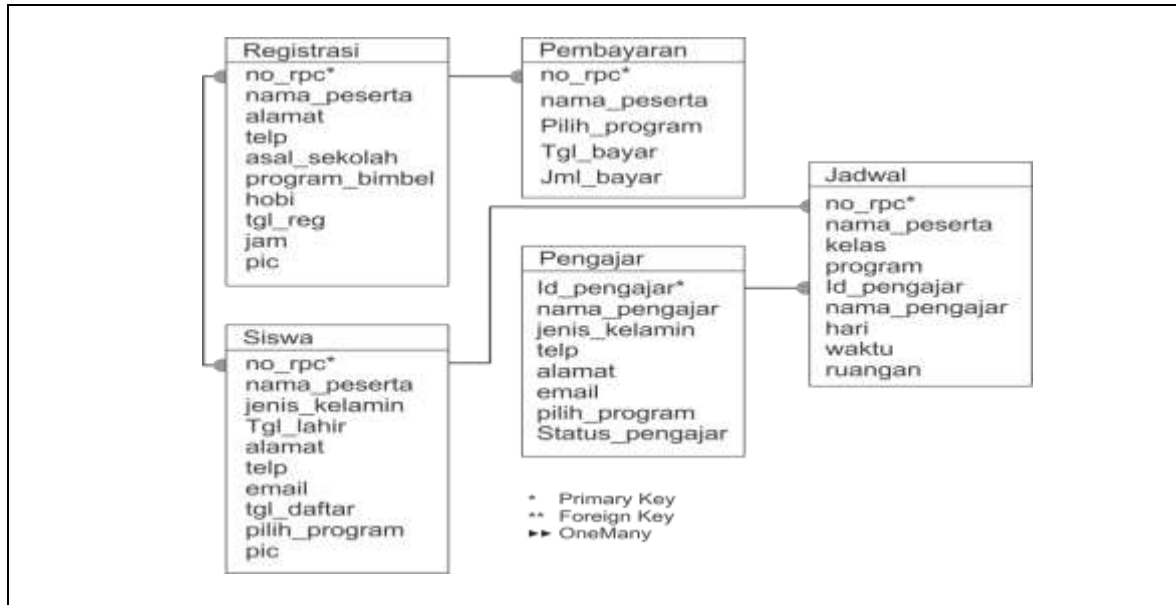 Registrasi
no_rpc*
nama_peserta
alamat
telp
asal_sekolah
program_bimbel
hobi
tgl_reg
jam
pic
Pembayaran
no_rpc*
nama_peserta
Pilih_program
Tgl_bayar
Jml_bayar
Jadwal
no_rpc*
nama_peserta
kelas
program
Id_pengajar
nama_pengajar
hari
waktu
ruangan
Pengajar
Id_pengajar*
nama_pengajar
jenis_kelamin
telp
alamat
email
pilih_program
Status_pengajar
Siswa
no_rpc*
nama_peserta
jenis_kelamin
Tgl_lahir
alamat
telp
email
tgl_daftar
pilih_program
pic
* Primary Key
** Foreign Key
►► OneMany